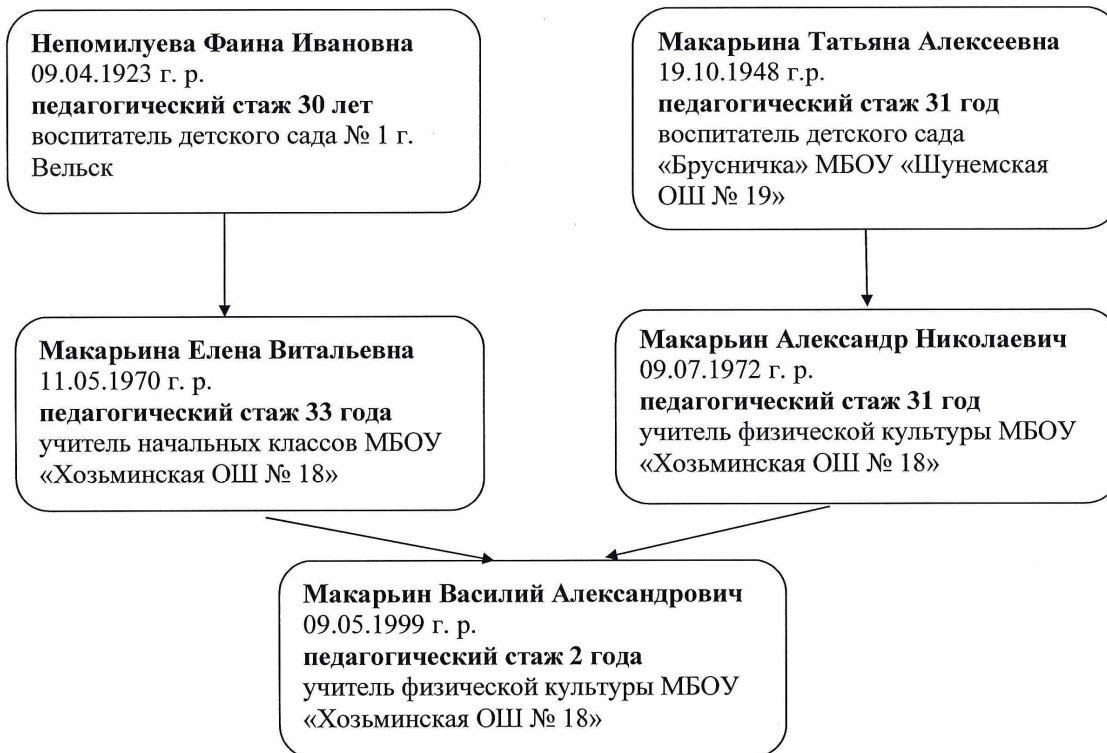 Непомилуева Фаина Ивановна
09.04.1923 г. р.
педагогический стаж 30 лет
воспитатель детского сада № 1 г.
Вельск
Макарьина Татьяна Алексеевна
19.10.1948 г.р.
педагогический стаж 31 год
воспитатель детского сада
«Брусничка» МБОУ «Шунемская
ОШ № 19»
Макарьина Елена Витальевна
11.05.1970 г. р.
педагогический стаж 33 года
учитель начальных классов МБОУ
«Хозьминская ОШ № 18»
Макарьин Александр Николаевич
09.07.1972 г. р.
педагогический стаж 31 год
учитель физической культуры МБОУ
«Хозьминская ОШ № 18»
Макарьин Василий Александрович
09.05.1999 г. р.
педагогический стаж 2 года
учитель физической культуры МБОУ
«Хозьминская ОШ № 18»